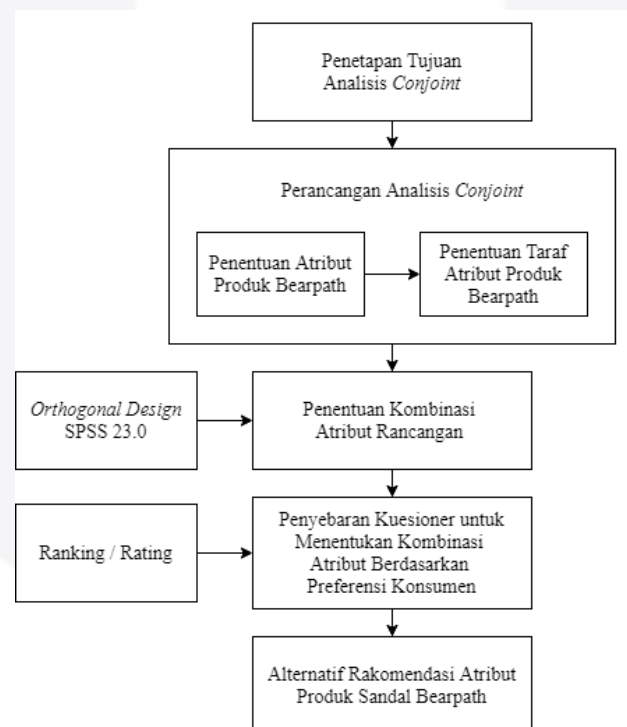 Penetapan Tujuan
Analisis Conjoint
Perancangan Analisis Conjoint
Penentuan Atribut
Produk Bearpath
Penentuan Taraf
Atribut Produk
Bearpath
Orthogonal Design
SPSS 23.0
Penentuan Kombinasi
Atribut Rancangan
Ranking / Rating
Penyebaran Kuesioner untuk
Menentukan Kombinasi
Atribut Berdasarkan
Preferensi Konsumen
Alternatif Rakomendasi Atribut
Produk Sandal Bearpath